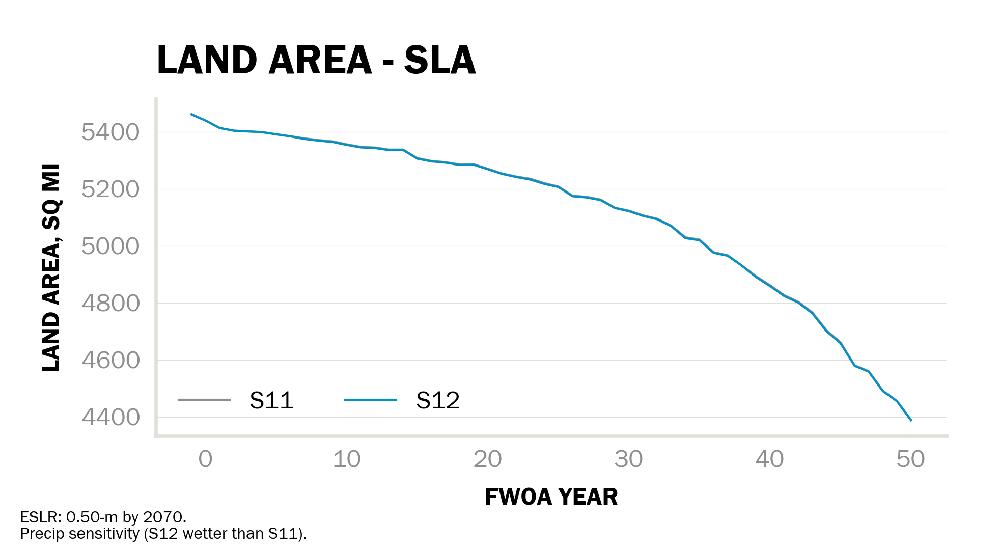 LAND AREA - SLA
LAND AREA, SQ MI
5400
5200
5000
4800
4600
4400
S11
S12
0
10
20
30
40
50
FWOA YEAR
ESLR: 0.50-m by 2070.
Precip sensitivity (S12 wetter than S11).